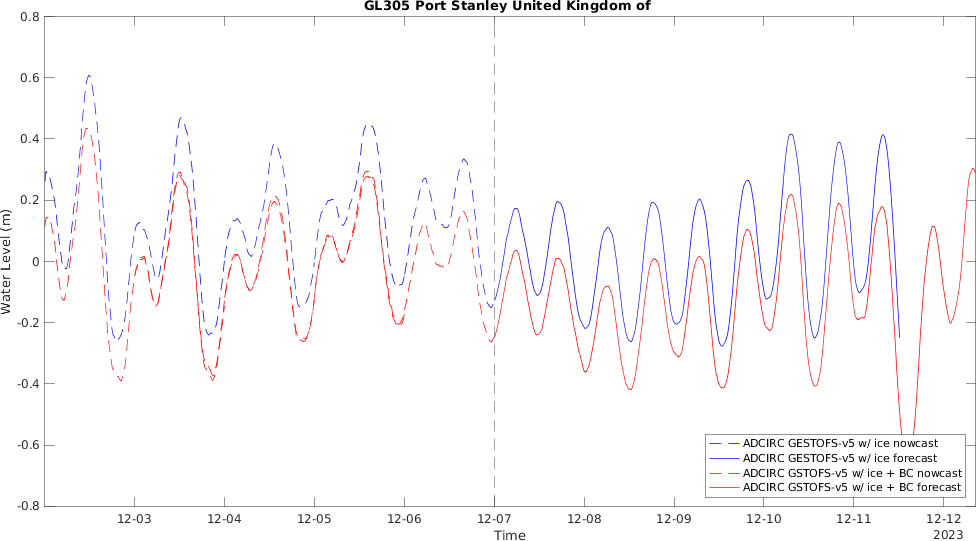 GL305 Port Stanley United Kingdom of
0.8
0.6
0.4
0.2
0
-0.2
-0.4
-0.6
-0.8
Water Level (m)
ADCIRC GESTOFS-v5 w/ ice nowcast
ADCIRC GESTOFS-v5 w/ ice forecast
ADCIRC GSTOFS-v5 w/ ice + BC nowcast
ADCIRC GSTOFS-v5 w/ ice + BC forecast
12-03 12-04 12-05 12-06 12-07 12-08 12-09 12-10 12-11 12-12
Time 2023